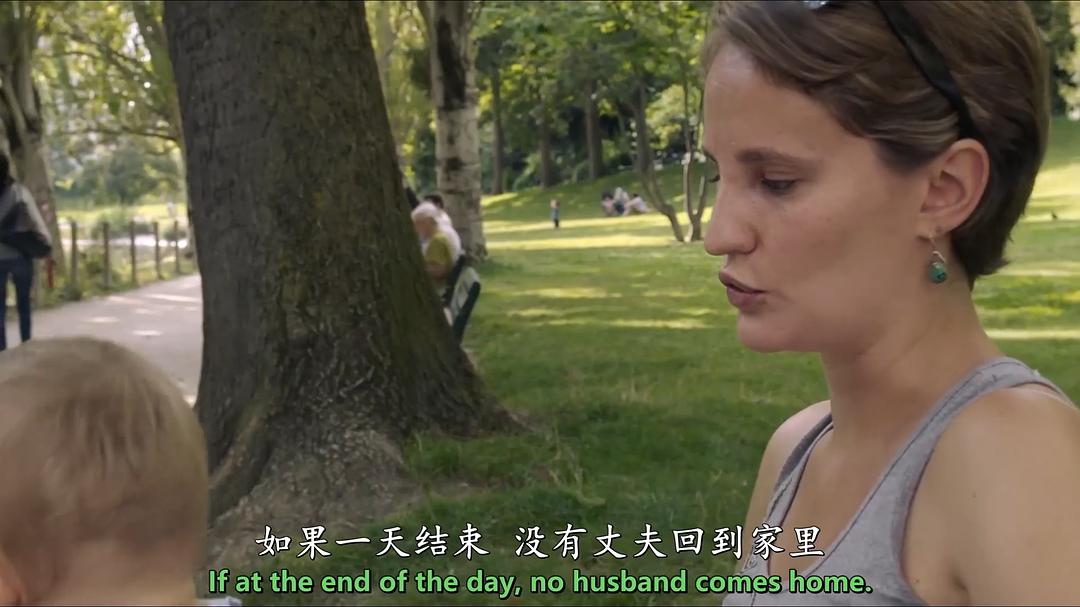 如果一天结束 没有丈夫回到家里
If at the end of the day, no husband comes home.